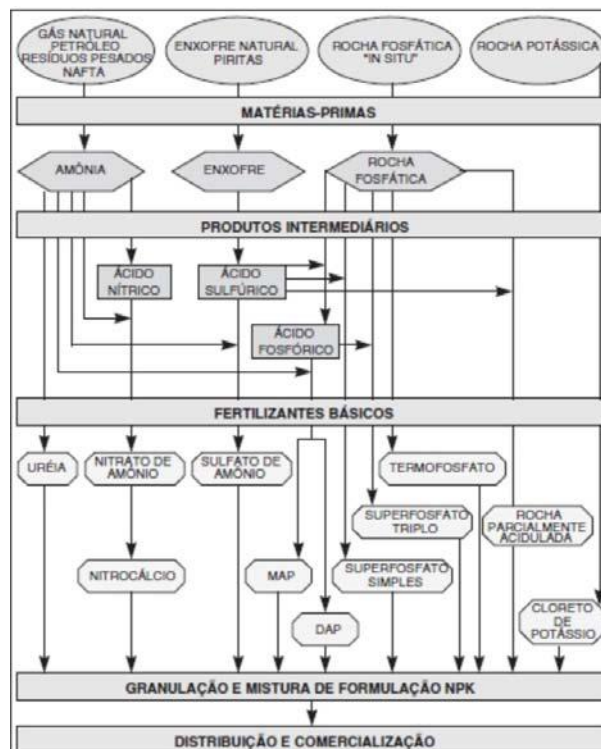 GÁS NATURAL
PETRÓLEO
RESÍDUOS PESADOS
NAFTA
ENXOFRE NATURAL
PIRITAS
ROCHA FOSFÁTICA
"IN SITU"
ROCHA POTÁSSICA
MATÉRIAS-PRIMAS
AMÔNIA
ENXOFRE
ROCHA
FOSFÁTICA
PRODUTOS INTERMEDIÁRIOS
ÁCIDO
NÍTRICO
ÁCIDO
SULFÚRICO
ÁCIDO
FOSFÓRICO
FERTILIZANTES BÁSICOS
URÉIA
NITRATO DE
AMÔNIO
SULFATO DE
AMÔNIO
TERMOFOSFATO
SUPERFOSFATO
TRIPLO
ROCHA
PARCIALMENTE
ACIDULADA
NITROCÁLCIO
MAP
SUPERFOSFATO
SIMPLES
DAP
CLORETO
DE
POTÁSSIO
GRANULAÇÃO E MISTURA DE FORMULAÇÃO NPK
DISTRIBUIÇÃO E COMERCIALIZAÇÃO